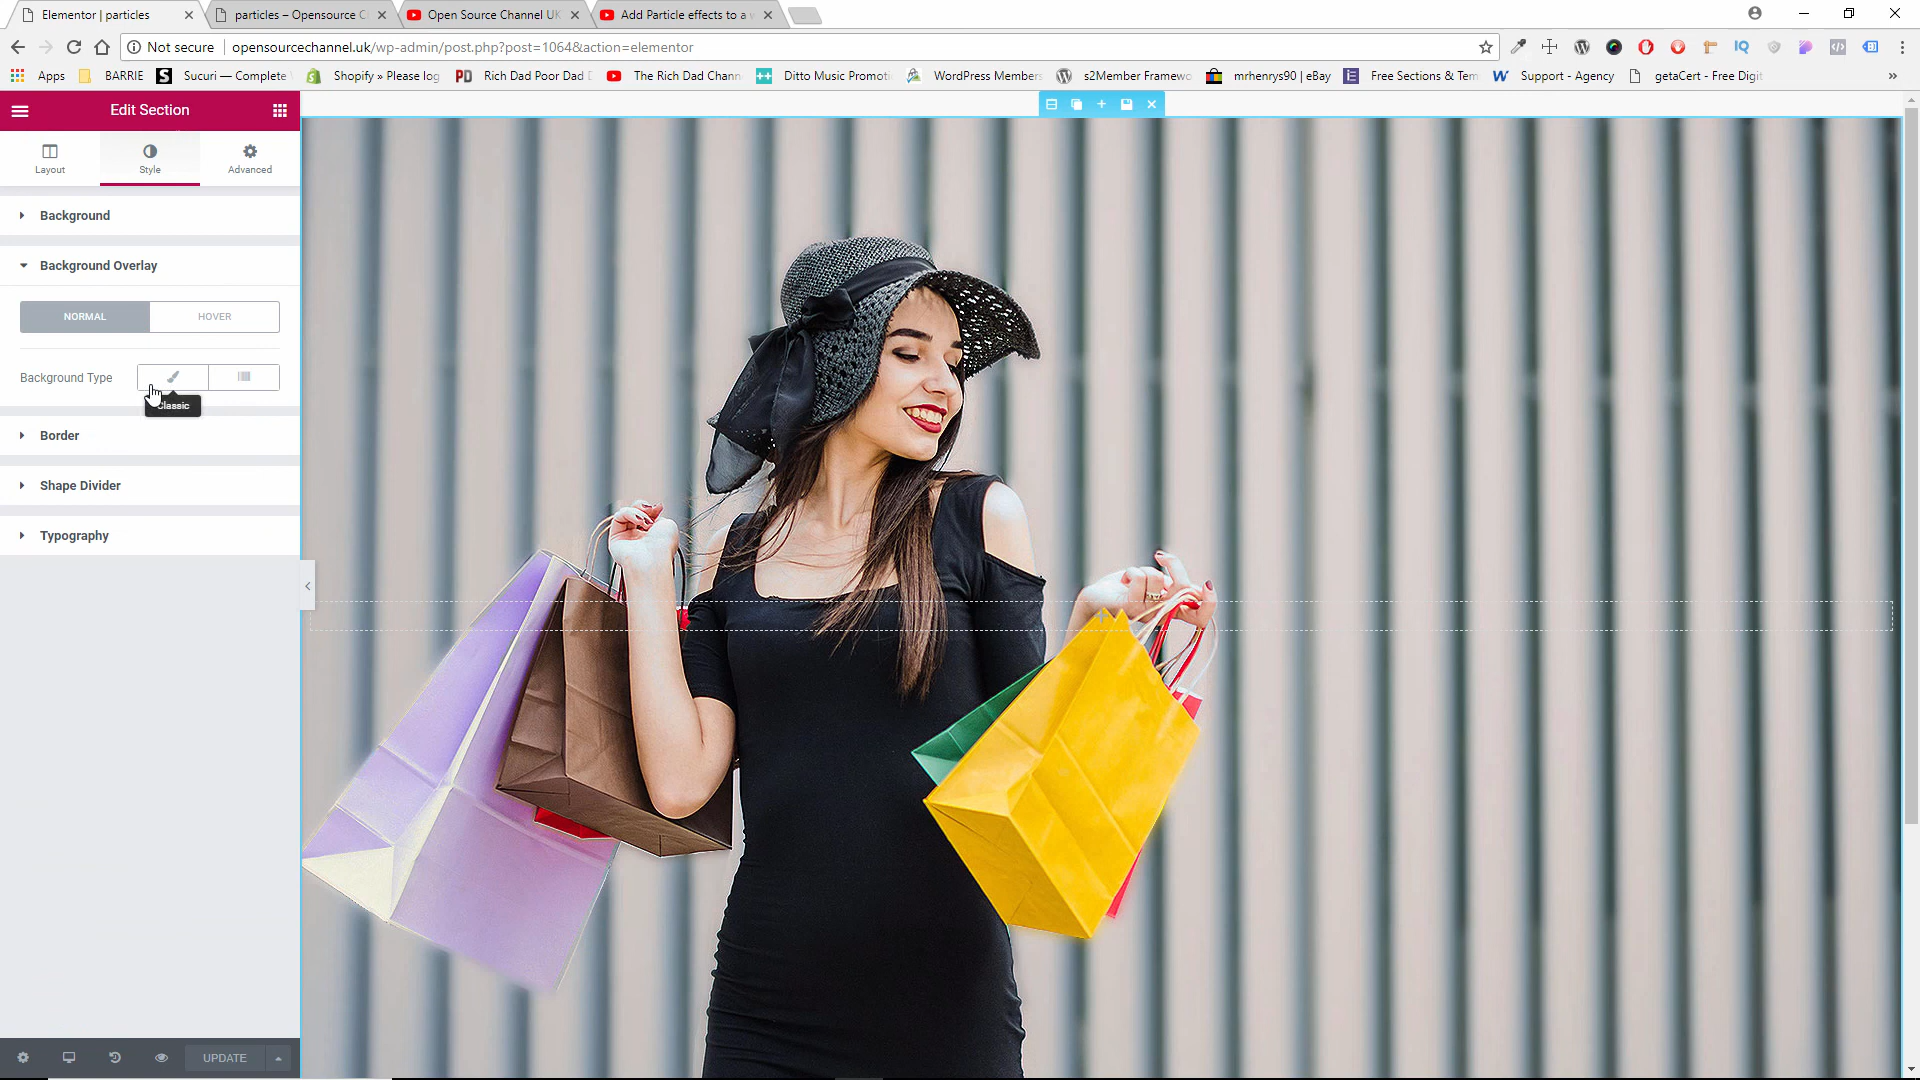 Elementor | particles
particles – Opensource C
Open Source Channel UK
Add Particle effects to a w
Not secure
opensourcechannel.uk/wp-admin/post.php?post=1064&action=elementor
Apps
BARRIE
Sucuri — Complete
Shopify » Please log
Rich Dad Poor Dad
The Rich Dad Chann
Ditto Music Promoti
WordPress Members
s2Member Framewo
mrhenrys90 | eBay
Free Sections & Tem
Support - Agency
getaCert - Free Digit
Edit Section
Layout
Style
Advanced
Background
Background Overlay
NORMAL
HOVER
Background Type
Classic
Border
Shape Divider
Typography
UPDATE